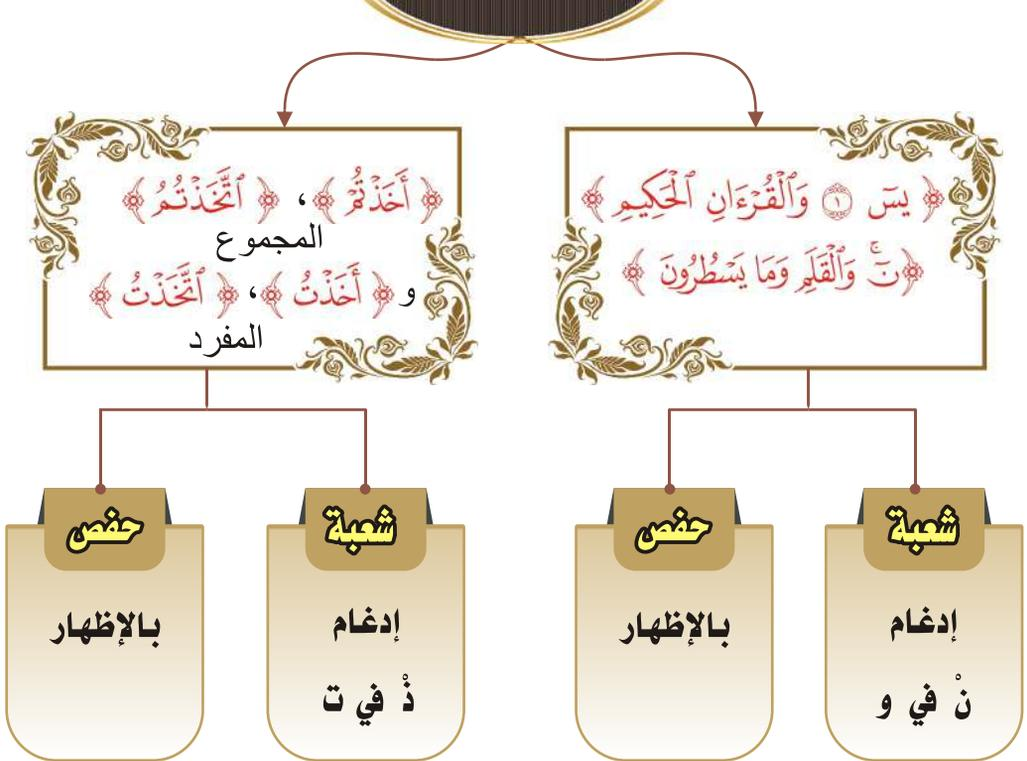 ﴿ يسٓ ١ وَٱلْقُرْءَانِ ٱلْحَكِيمِ ﴾
﴿نٓۚ وَٱلْقَلَمِ وَمَا يَسْطُرُونَ ﴾
﴿ أَخَذْتُمْ ﴾، ﴿ ٱتَّخَذْتُمْ ﴾
المجموع
و ﴿ أَخَذْتُ ﴾، ﴿ ٱتَّخَذْتُ ﴾
المفرد
شعبة
إدغام
نْ في و
حفص
بالإظهار
شعبة
إدغام
ذْ في ت
حفص
بالإظهار